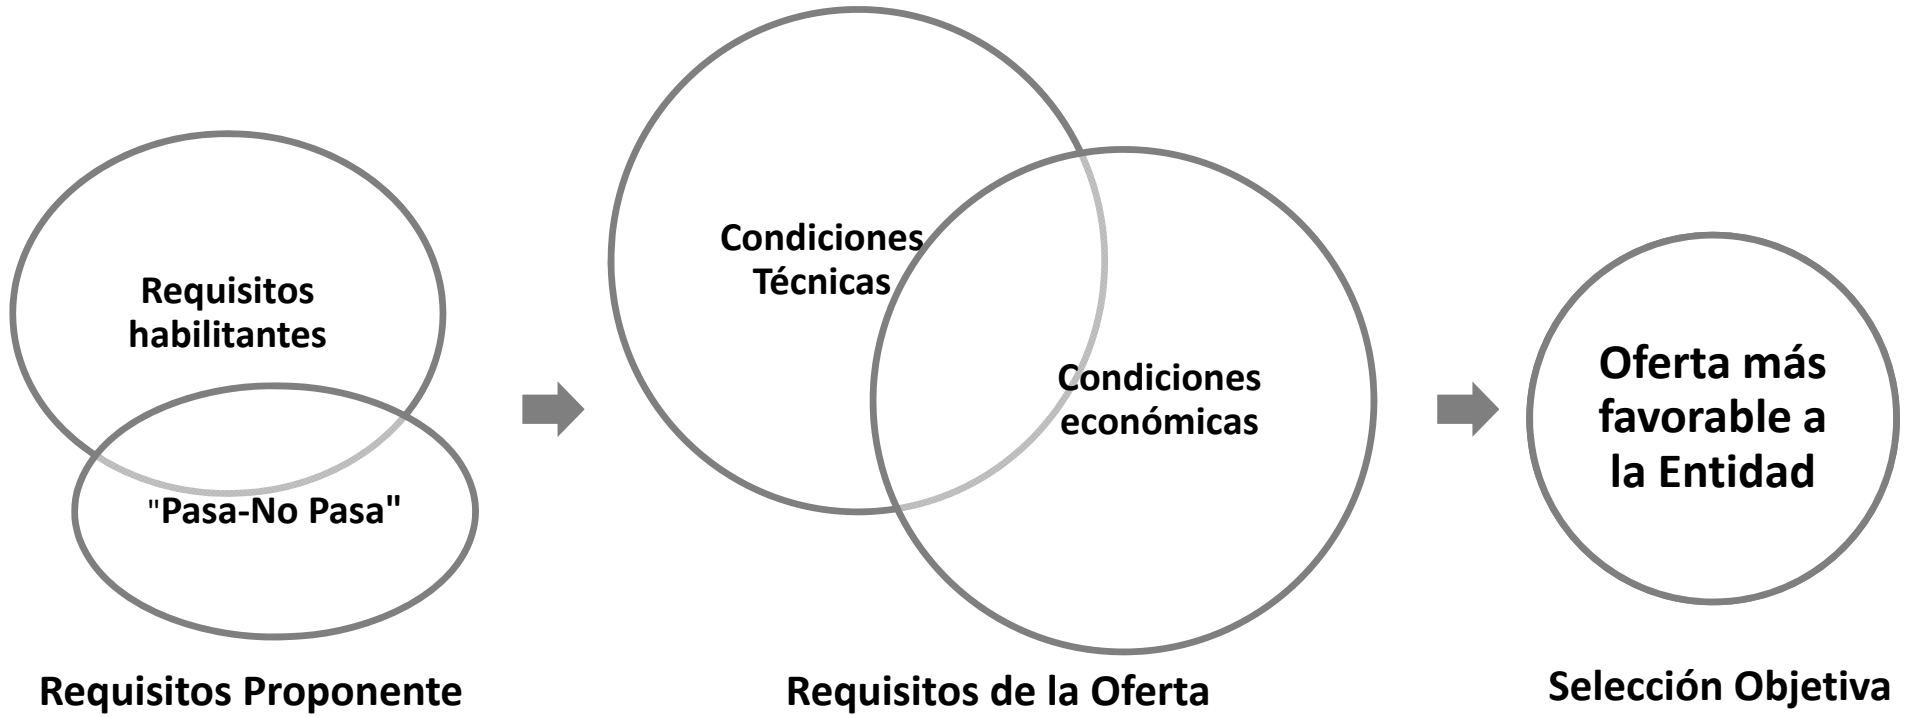 Requisitos
habilitantes
"Pasa-No Pasa"
Requisitos Proponente
Condiciones
Técnicas
Condiciones
económicas
Requisitos de la Oferta
Oferta más
favorable a
la Entidad
Selección Objetiva